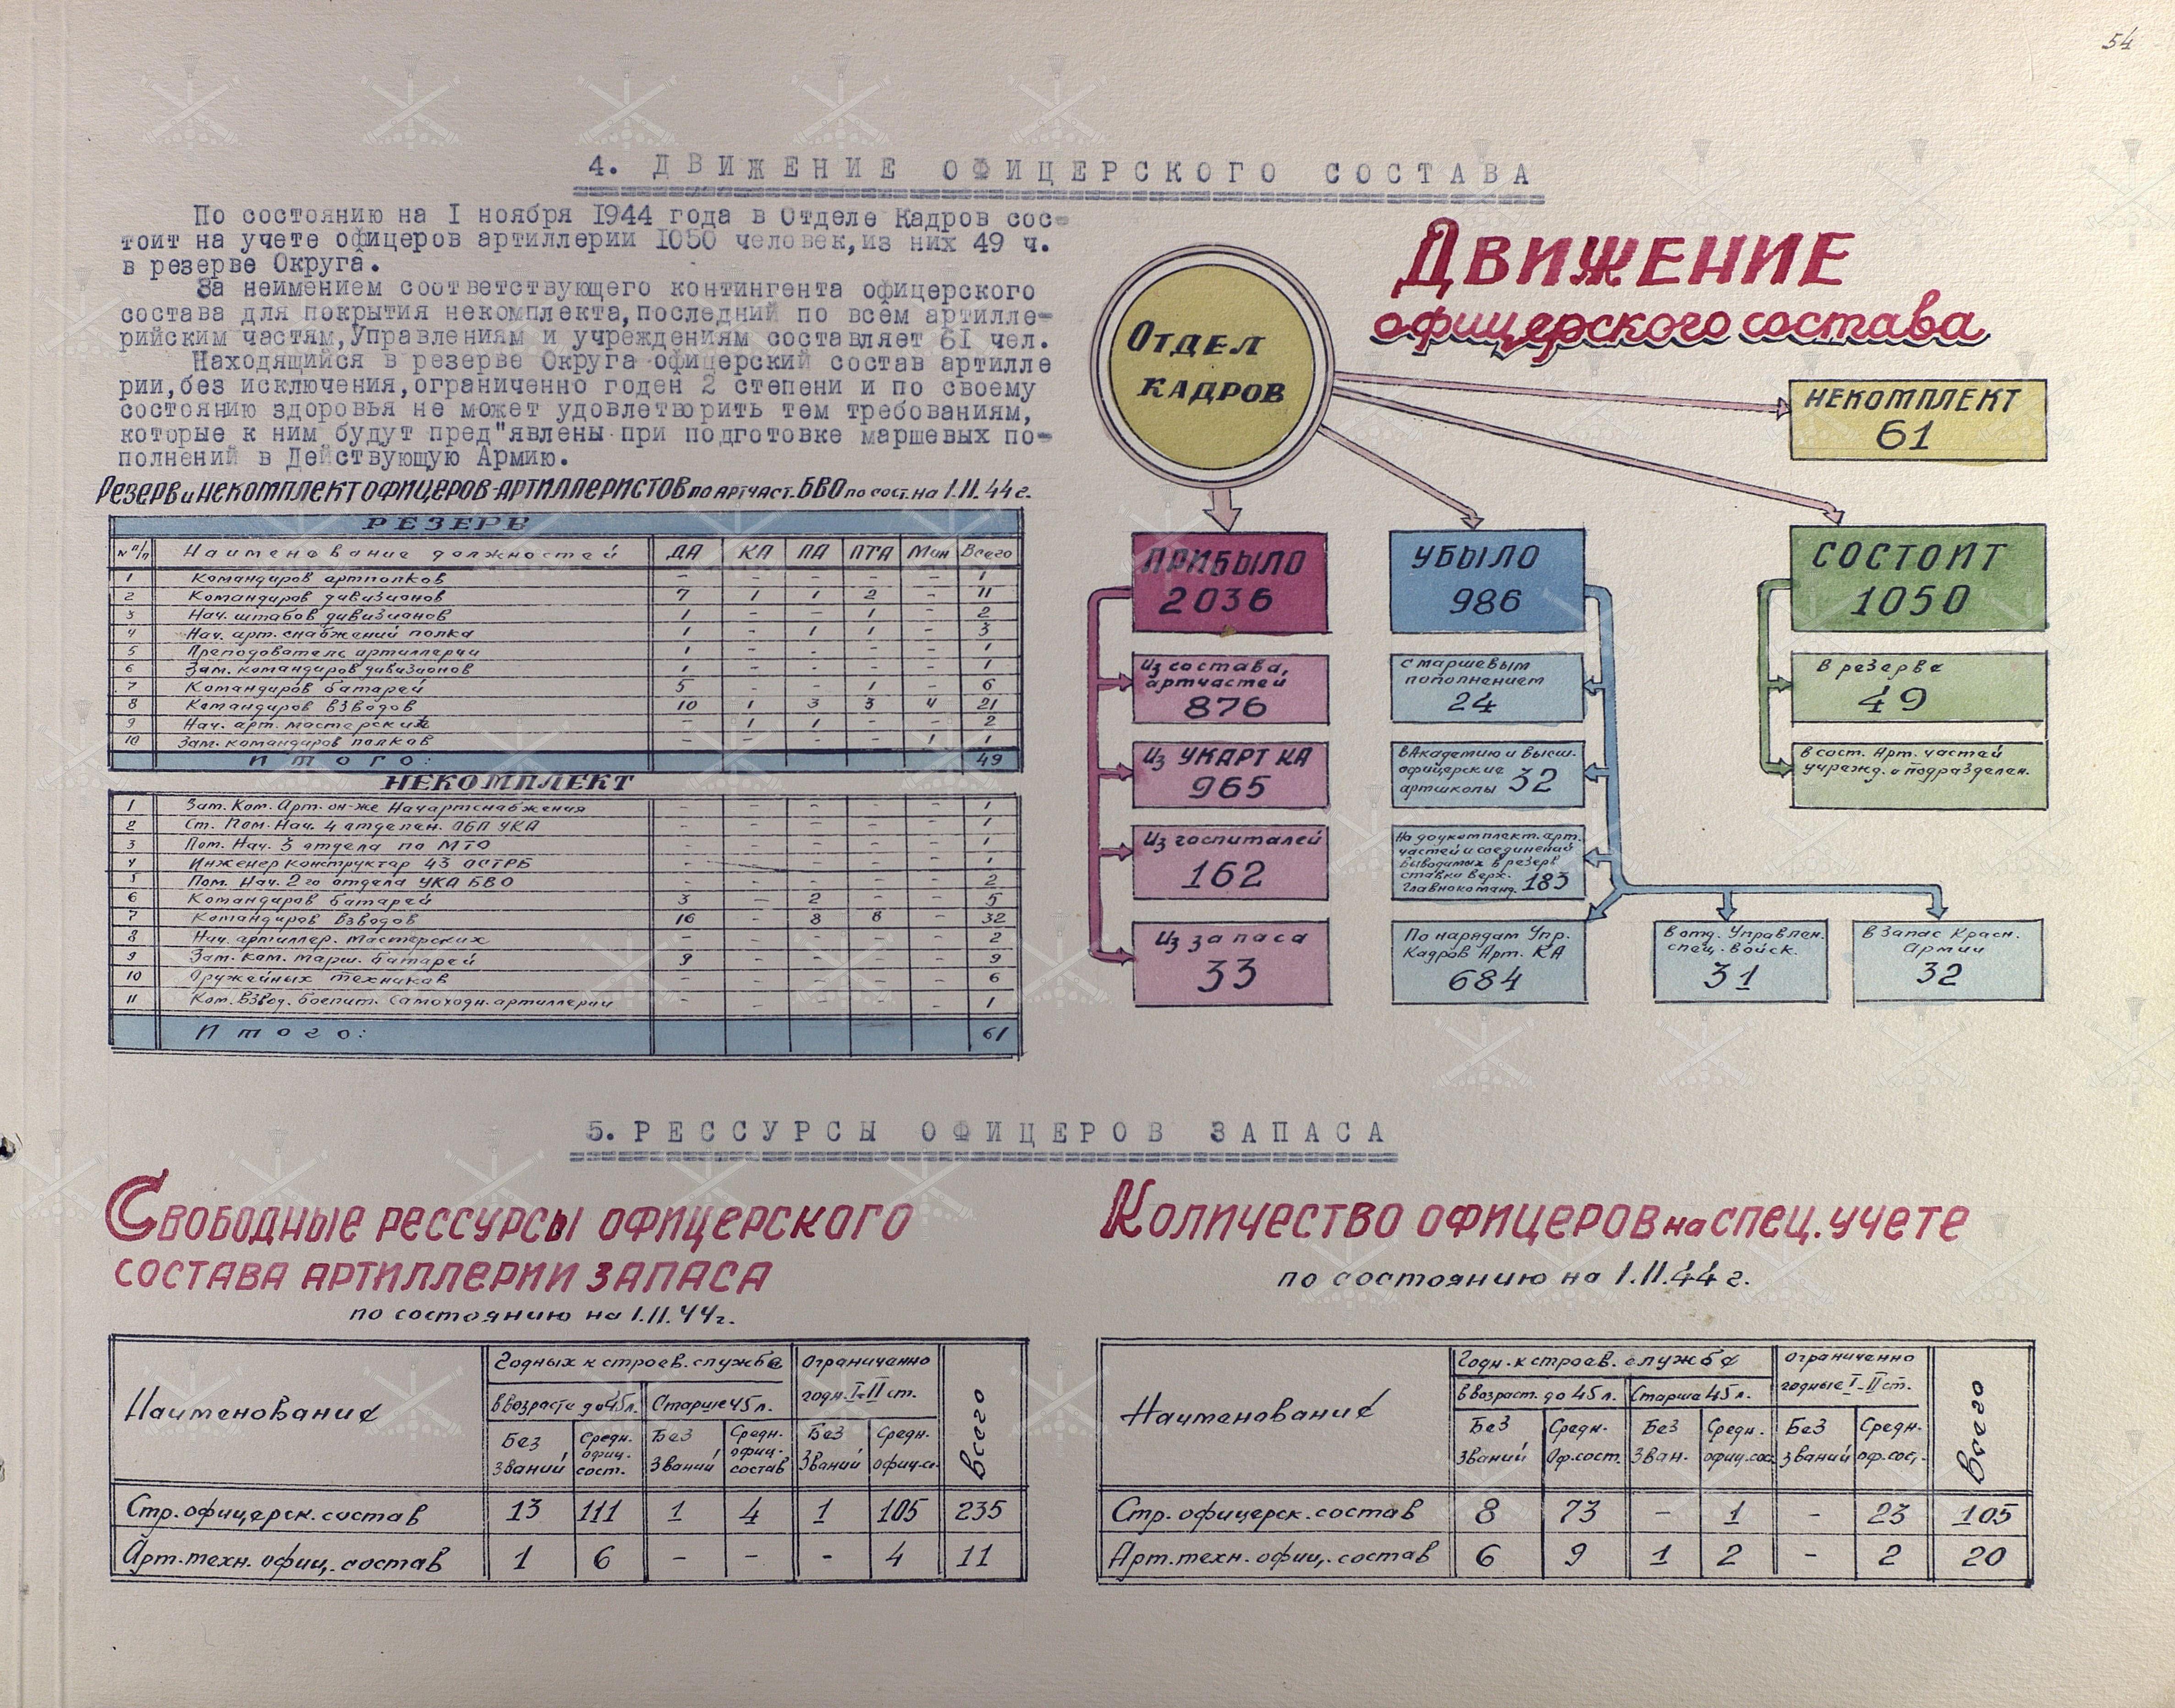 54
4. ДВИЖЕНИЕ ОФИЦЕРСКОГО СОСТАВА
По состоянию на I ноября 1944 года в Отделе Кадров сос-
тоит на учете офицеров артиллерии 1050 человек,из них 49 ч.
в резерве Округа.
За неимением соответствующего контингента офицерского
состава для покрытия некомплекта,последний по всем артилле-
рийским частям,Управлениям и учреждениям составляет 61 чел.
Находящийся в резерве Округа офицерский состав артилле
рии,без исключения,ограниченно годен 2 степени и по своему
состоянию здоровья не может удовлетворить тем требованиям,
которые к ним будут пред"явлены при подготовке маршевых по-
полнений в Действующую Армию.
Резерв и некомплект офицеров-артиллеристов по артчаст. БВО по сост. на 1.11.44 г.
РЕЗЕРВ
№ п/п Наименование должностей ДА КА ПА ПТА Мин Всего
1 Командиров артполков - - - - - 1
2 Командиров дивизионов 7 1 1 2 - 11
3 Нач. штабов дивизионов 1 - - 1 - 2
4 Нач. арт. снабжений полка 1 - 1 1 - 3
5 Преподователь артиллерии - - - - - 1
6 Зам. командиров дивизионов 1 - - - - 1
7 Командиров батарей 5 - - 1 - 6
8 Командиров взводов 10 1 3 3 4 21
9 Нач. арт. мастерских - 1 1 - - 2
10 Зам. командиров полков - - - - 1 1
Итого: 49
НЕКОМПЛЕКТ
1 Зам. Ком. Арт. он-же Начартснабжения - - - - - 1
2 Ст. Пом. Нач. 4 отделен. ОБП УКА - - - - - 1
3 Пом. Нач. 3 отдела по МТО - - - - - 1
4 Инженер конструктар 43 ОСТРБ - - - - - 1
5 Пом. Нач. 2го отдела УКА БВО - - - - - 2
6 Командиров батарей 3 - 2 - - 5
7 Командиров взводов 16 - 8 8 - 32
8 Нач. артиллер. мастерских - - - - - 2
9 Зам. ком. марш. батарей 9 - - - - 9
10 Оружейных техников - - - - - 6
11 Ком. взвод. боепит. самоходн. артиллерии - - - - - 1
Итого: 61
Движение
офицерского состава
Отдел
кадров
НЕКОМПЛЕКТ
61
ПРИБЫЛО
2036
Из состава,
артчастей
876
Из УКАРТ КА
965
Из госпиталей
162
Из запаса
33
УБЫЛО
986
С маршевым
пополнением
24
В Академию и высш.
офицерские
артшколы 32
На доукомплект. арт.
частей и соединений
выводимых в резерв
ставки верх.
главнокоманд. 183
По нарядам Упр.
Кадров Арт. КА
684
В отд. Управлен.
спец. войск.
31
В запас Красн.
Армии
32
СОСТОИТ
1050
В резерве
49
В сост. Арт. частей
учрежд. и подразделен.
5. РЕССУРСЫ ОФИЦЕРОВ ЗАПАСА
Свободные рессурсы офицерского
состава артиллерии запаса
по состоянию на 1.11.44г.
Наименование
Годных к строев. службе
Ограниченно
годн. I-II ст.
Всего
в возрасте до 45 л. Старше 45 л.
Без званий Средн. офиц. сост. Без званий Средн. офиц. состав Без званий Средн. офиц. с.
Стр. офицерск. состав 13 111 1 4 1 105 235
Арт. техн. офиц. состав 1 6 - - - 4 11
Количество офицеров на спец. учете
по состоянию на 1.11.44 г.
Наименование
Годн. к строев. службе
ограниченно
годные I-II ст.
Всего
в возраст. до 45 л. Старше 45 л.
Без званий Средн. Оф. сост. Без зван. Средн. офиц. сос. Без званий Средн. оф. сос.
Стр. офицерск. состав 8 73 - 1 - 23 105
Арт. техн. офиц. состав 6 9 1 2 - 2 20